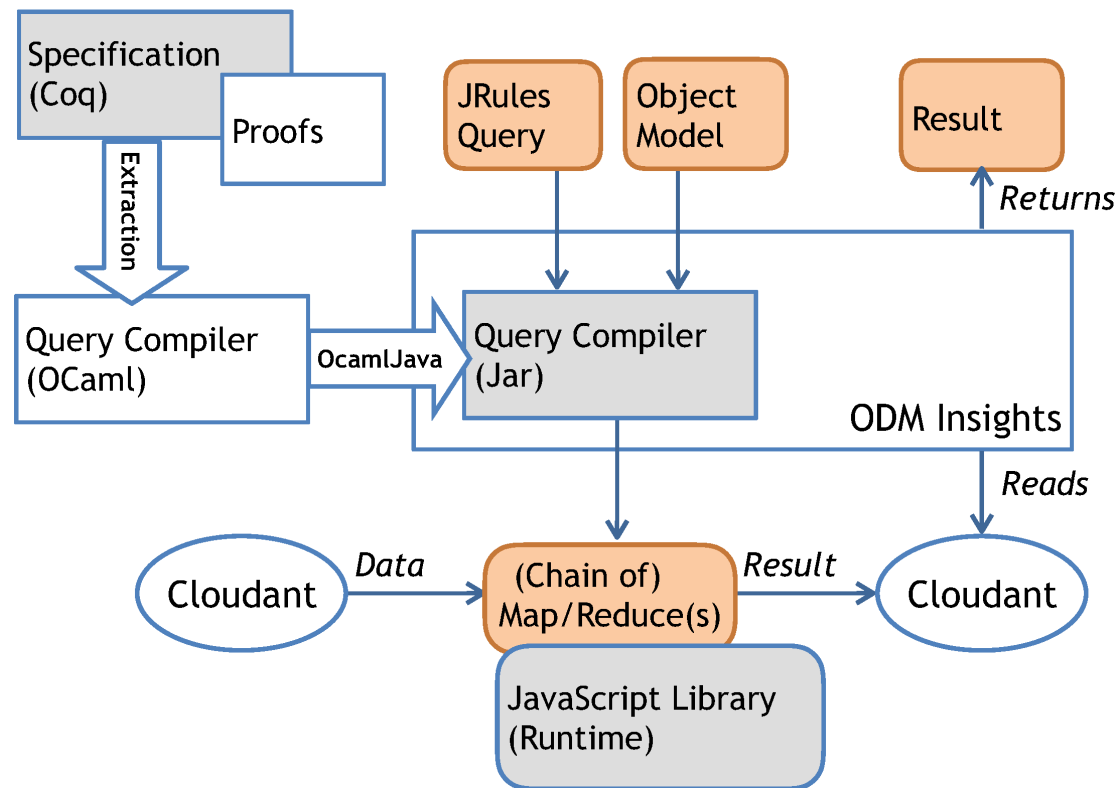 Specification
(Coq)
Proofs
JRules
Query
Object
Model
Result
Extraction
Returns
Query Compiler
(OCaml)
OcamlJava
Query Compiler
(Jar)
ODM Insights
Reads
Cloudant
Data
(Chain of)
Map/Reduce(s)
Result
Cloudant
JavaScript Library
(Runtime)